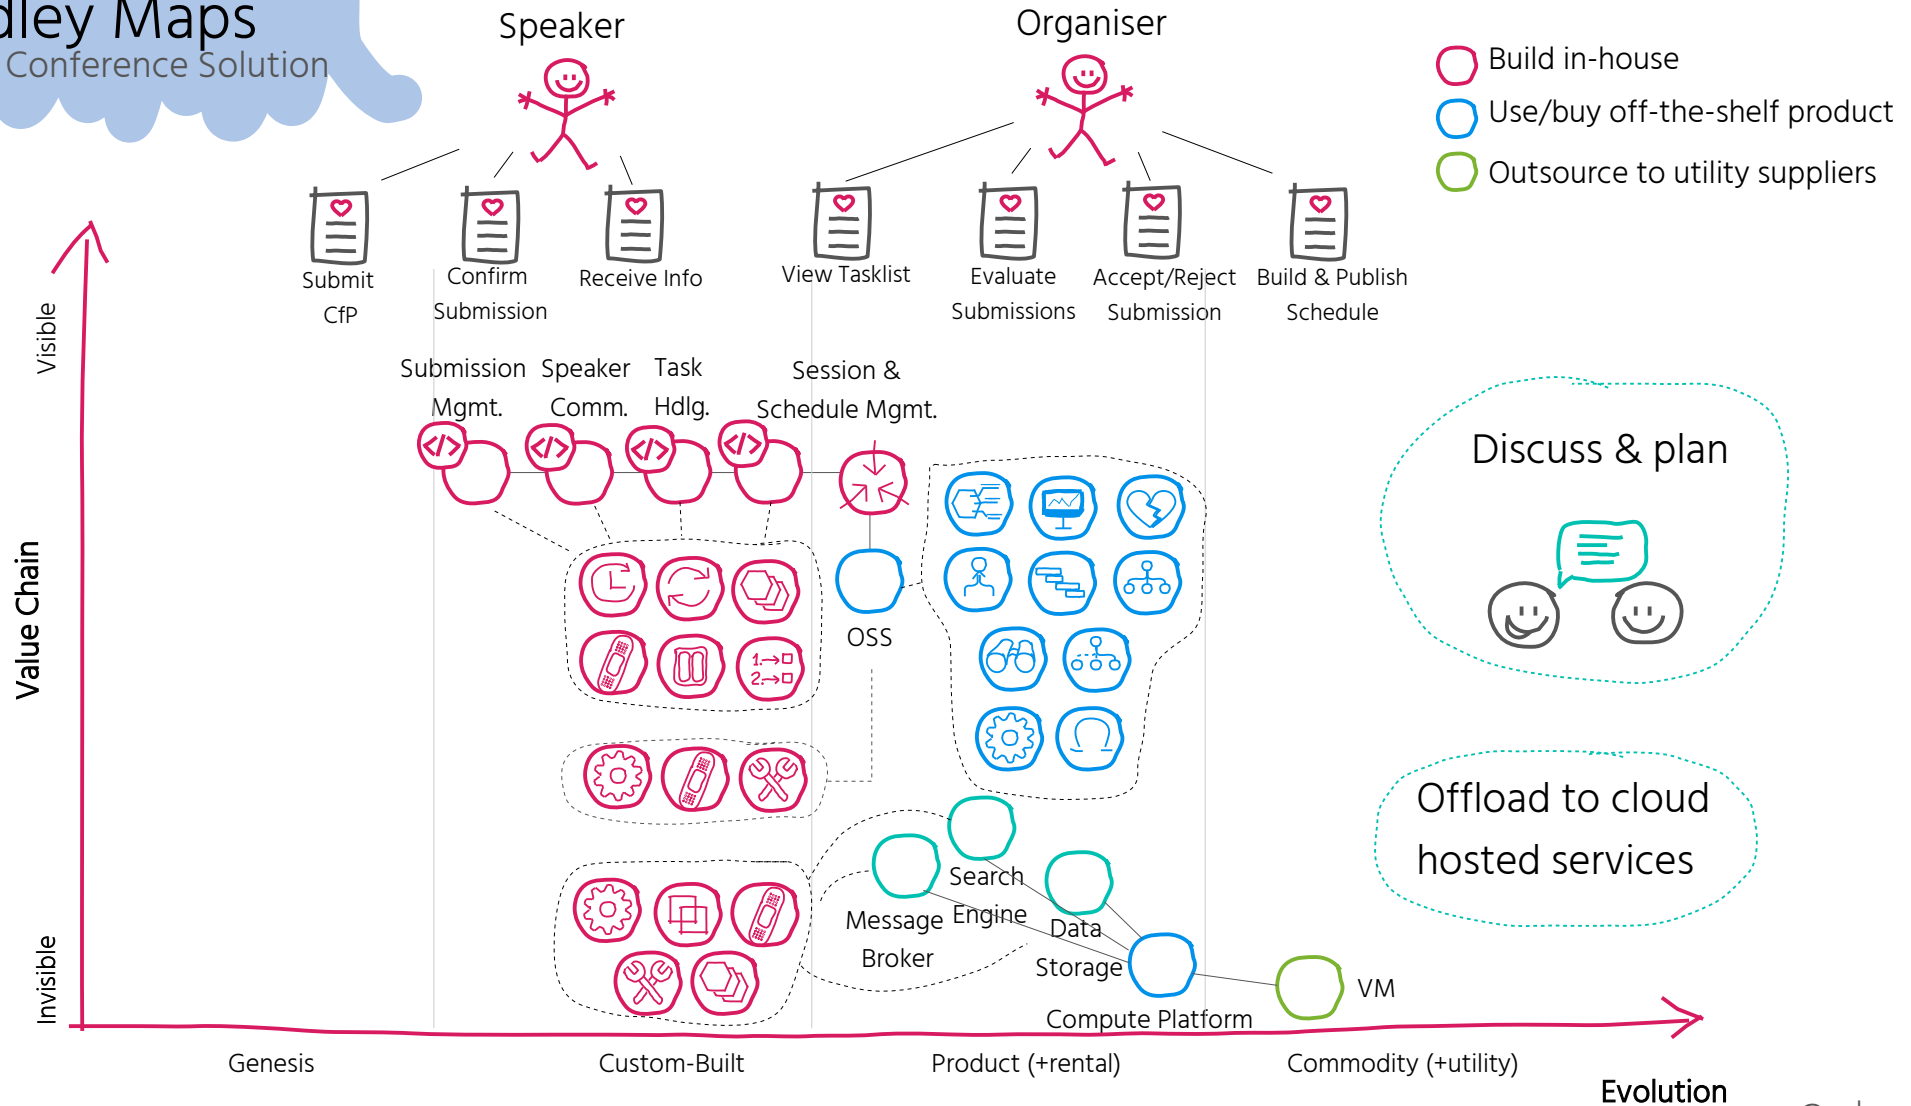 Maps
Conference Solution
Speaker
Organiser
Build in-house
Use/buy off-the-shelf product
Outsource to utility suppliers
Submit
CfP
Confirm
Submission
Receive Info
View Tasklist
Evaluate
Submissions
Accept/Reject
Submission
Build & Publish
Schedule
Visible
Value Chain
Invisible
Submission
Mgmt.
Speaker
Comm.
Task
Hdlg.
Session &
Schedule Mgmt.
</>
</>
</>
</>
1.→
2.→
OSS
Discuss & plan
Offload to cloud
hosted services
Message
Broker
Search
Engine
Data
Storage
Compute Platform
VM
Genesis
Custom-Built
Product (+rental)
Commodity (+utility)
Evolution